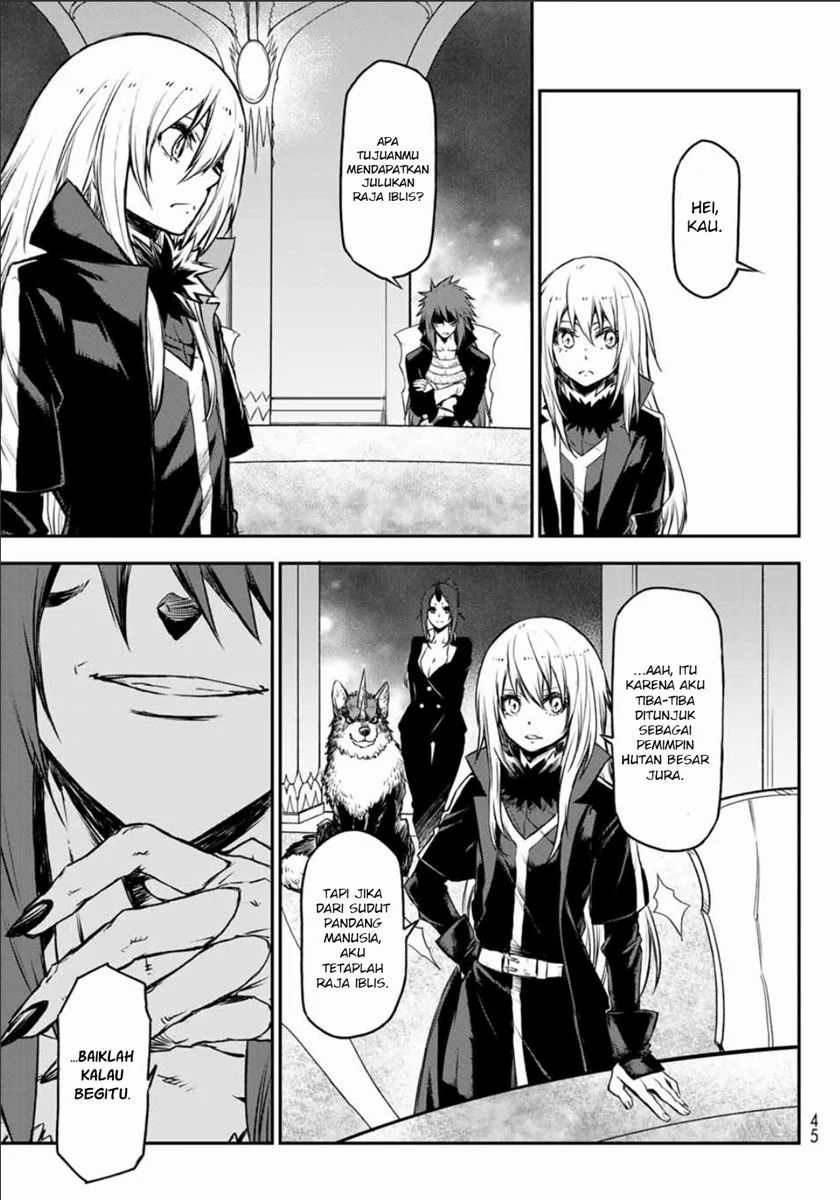 HEI,
KAU.
APA
TUJUANMU
MENDAPATKAN
JULUKAN
RAJA IBLIS?
...AAH, ITU
KARENA AKU
TIBA-TIBA
DITUNJUK
SEBAGAI
PEMIMPIN
HUTAN BESAR
JURA.
TAPI JIKA
DARI SUDUT
PANDANG
MANUSIA,
AKU
TETAPLAH
RAJA IBLIS.
...BAIKLAH
KALAU
BEGITU.
45